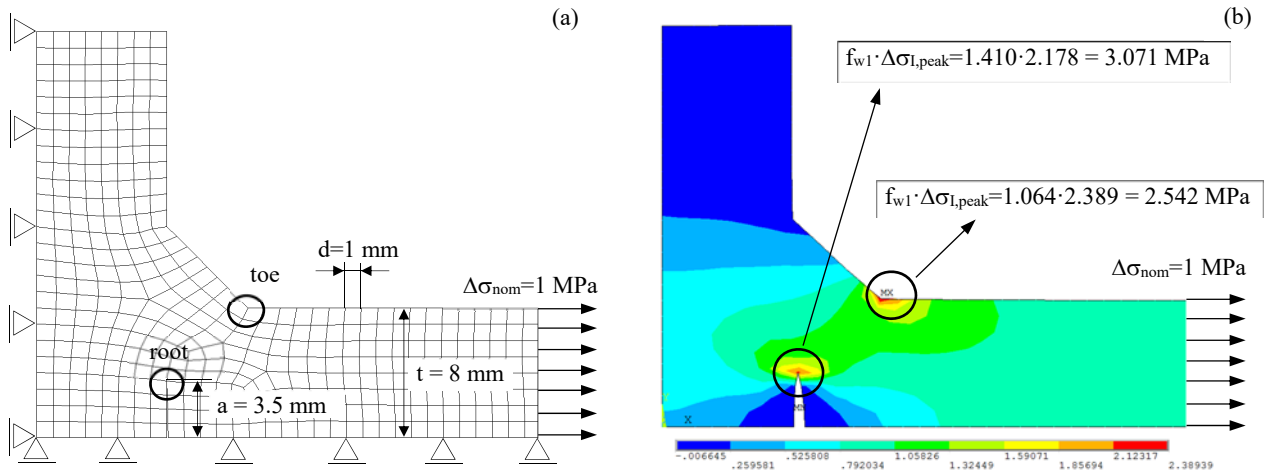 (a)
toe
d=1 mm
Δσnom=1 MPa
root
t = 8 mm
a = 3.5 mm
(b)
fw1·ΔσI,peak=1.410·2.178 = 3.071 MPa
fw1·ΔσI,peak=1.064·2.389 = 2.542 MPa
Δσnom=1 MPa
MX
MN
Y
X
-.006645 .525808 1.05826 1.59071 2.12317
.259581 .792034 1.32449 1.85694 2.38939